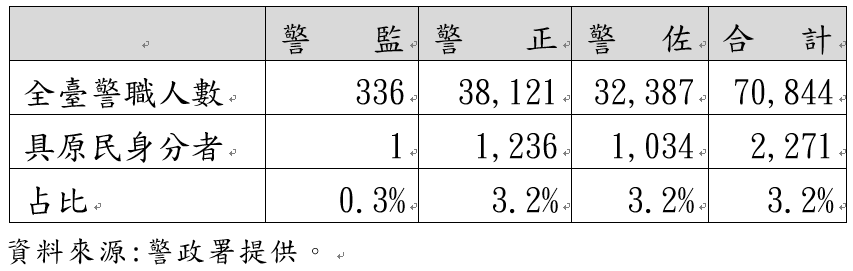 警監 警正 警佐 合計
全臺警職人數 336 38,121 32,387 70,844
具原民身分者 1 1,236 1,034 2,271
占比 0.3% 3.2% 3.2% 3.2%
資料來源:警政署提供。